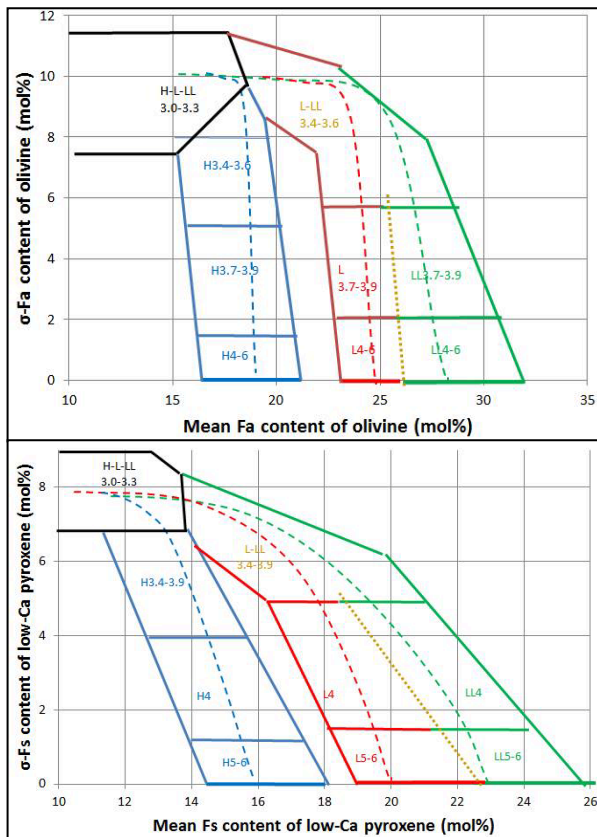 12
10
8
6
4
2
0
σ-Fa content of olivine (mol%)
H-L-LL
3.0-3.3
L-LL
3.4-3.6
H3.4-3.6
H3.7-3.9
L
3.7-3.9
LL3.7-3.9
H4-6
L4-6
LL4-6
10 15 20 25 30 35
Mean Fa content of olivine (mol%)
8
6
4
2
0
σ-Fs content of low-Ca pyroxene (mol%)
H-L-LL
3.0-3.3
L-LL
3.4-3.9
H3.4-3.9
H4
L4
LL4
H5-6
L5-6
LL5-6
10 12 14 16 18 20 22 24 26
Mean Fs content of low-Ca pyroxene (mol%)